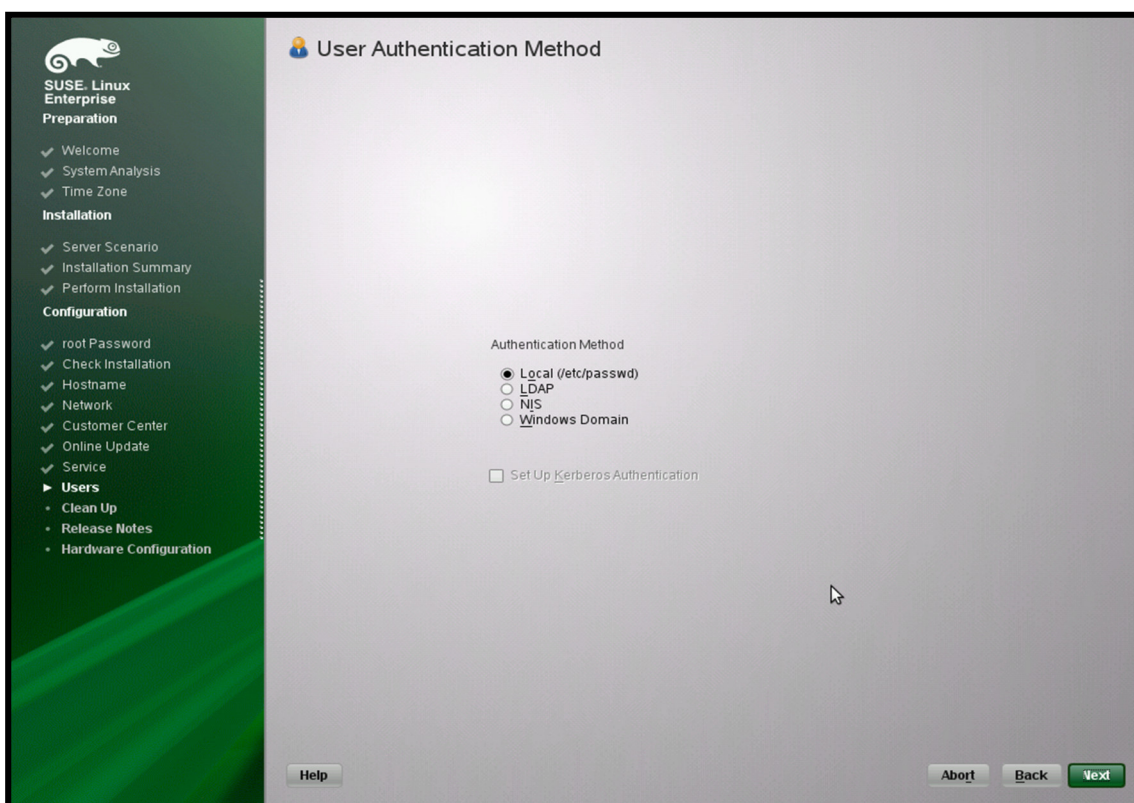 SUSE. Linux
Enterprise
Preparation
Welcome
System Analysis
Time Zone
Installation
Server Scenario
Installation Summary
Perform Installation
Configuration
root Password
Check Installation
Hostname
Network
Customer Center
Online Update
Service
Users
Clean Up
Release Notes
Hardware Configuration
User Authentication Method
Authentication Method
Local (/etc/passwd)
LDAP
NIS
Windows Domain
Set Up Kerberos Authentication
Help
Abort
Back
Next